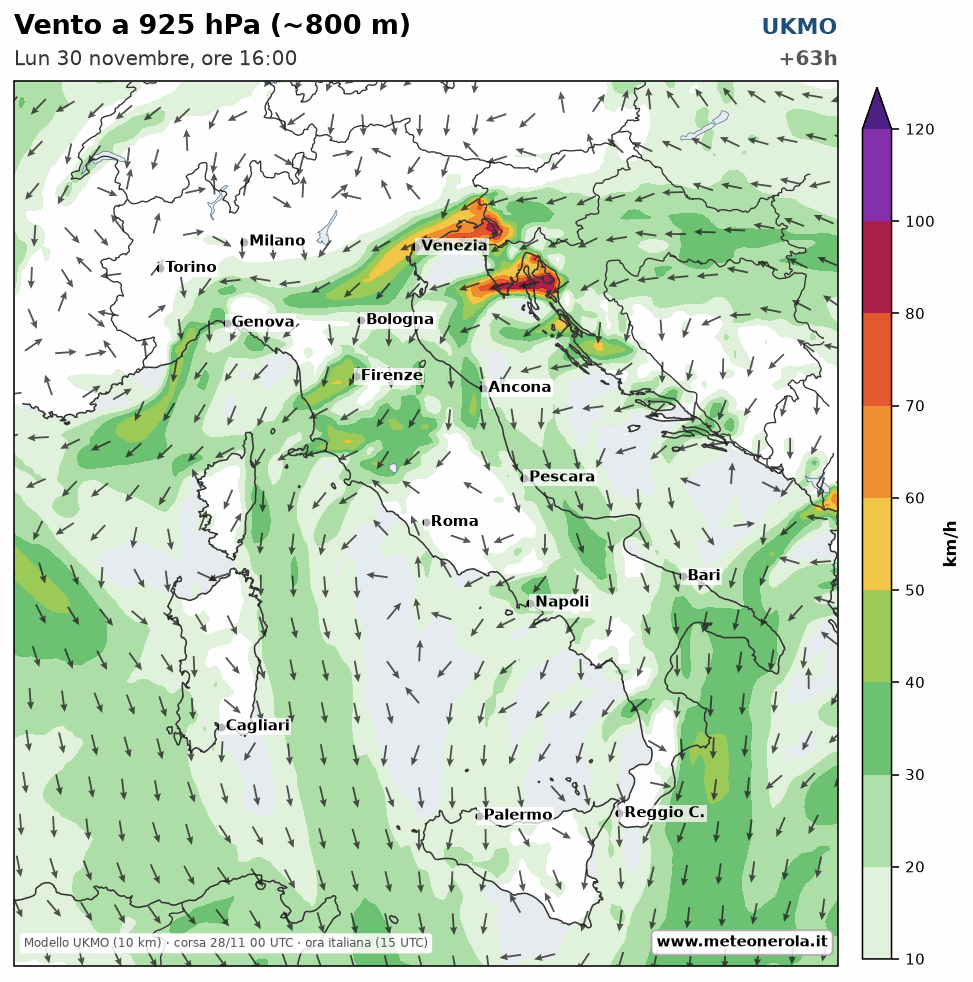 Vento a 925 hPa (~800 m)
UKMO
Lun 30 novembre, ore 16:00
+63h
120
100
80
70
60
50
40
30
20
10
km/h
Milano
Venezia
Torino
Genova
Bologna
Firenze
Ancona
Pescara
Roma
Bari
Napoli
Cagliari
Palermo
Reggio C.
Modello UKMO (10 km) · corsa 28/11 00 UTC · ora italiana (15 UTC)
www.meteonerola.it